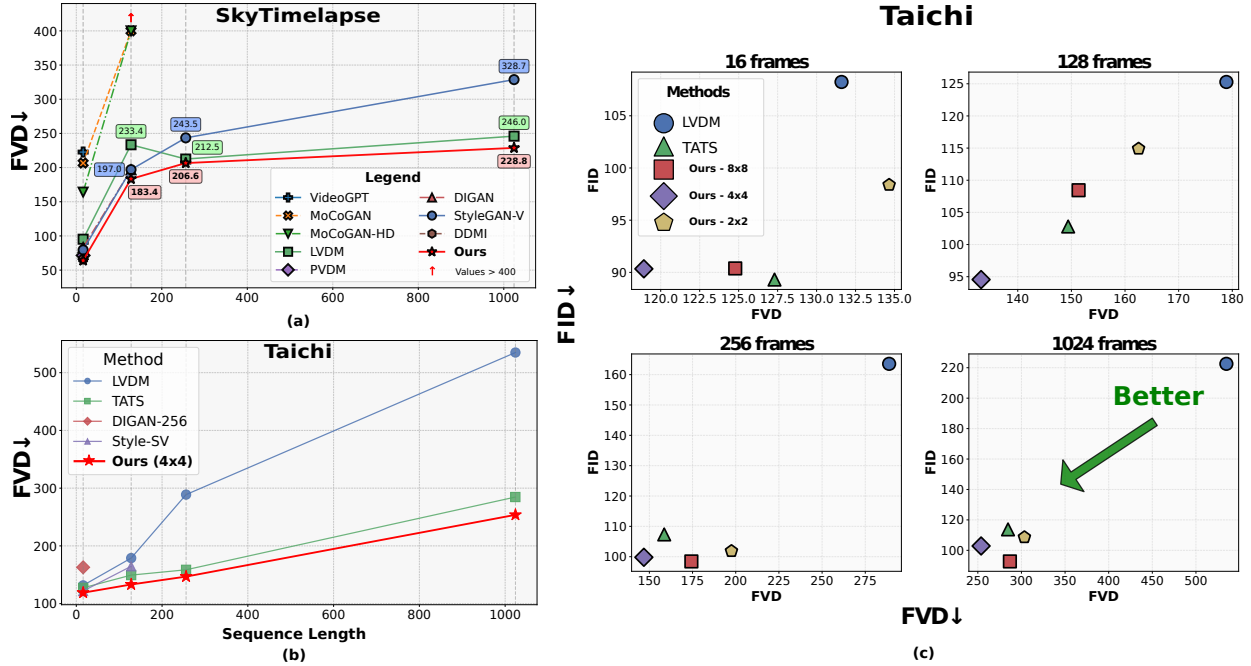 SkyTimelapse
FVD↓
400
350
300
250
200
150
100
50
0
200
400
600
800
1000
↑
233.4
197.0
183.4
243.5
212.5
206.6
328.7
246.0
228.8
Legend
VideoGPT
MoCoGAN
MoCoGAN-HD
LVDM
PVDM
DIGAN
StyleGAN-V
DDMI
Ours
↑ Values > 400
(a)
Taichi
FVD↓
500
400
300
200
100
0
200
400
600
800
1000
Method
LVDM
TATS
DIGAN-256
Style-SV
Ours (4x4)
Sequence Length
(b)
Taichi
FID↓
16 frames
FID
105
100
95
90
120.0
122.5
125.0
127.5
130.0
132.5
135.0
FVD
Methods
LVDM
TATS
Ours - 8x8
Ours - 4x4
Ours - 2x2
128 frames
FID
125
120
115
110
105
100
95
140
150
160
170
180
FVD
256 frames
FID
160
150
140
130
120
110
100
150
175
200
225
250
275
FVD
1024 frames
FID
220
200
180
160
140
120
100
250
300
350
400
450
500
FVD
Better
FVD↓
(c)